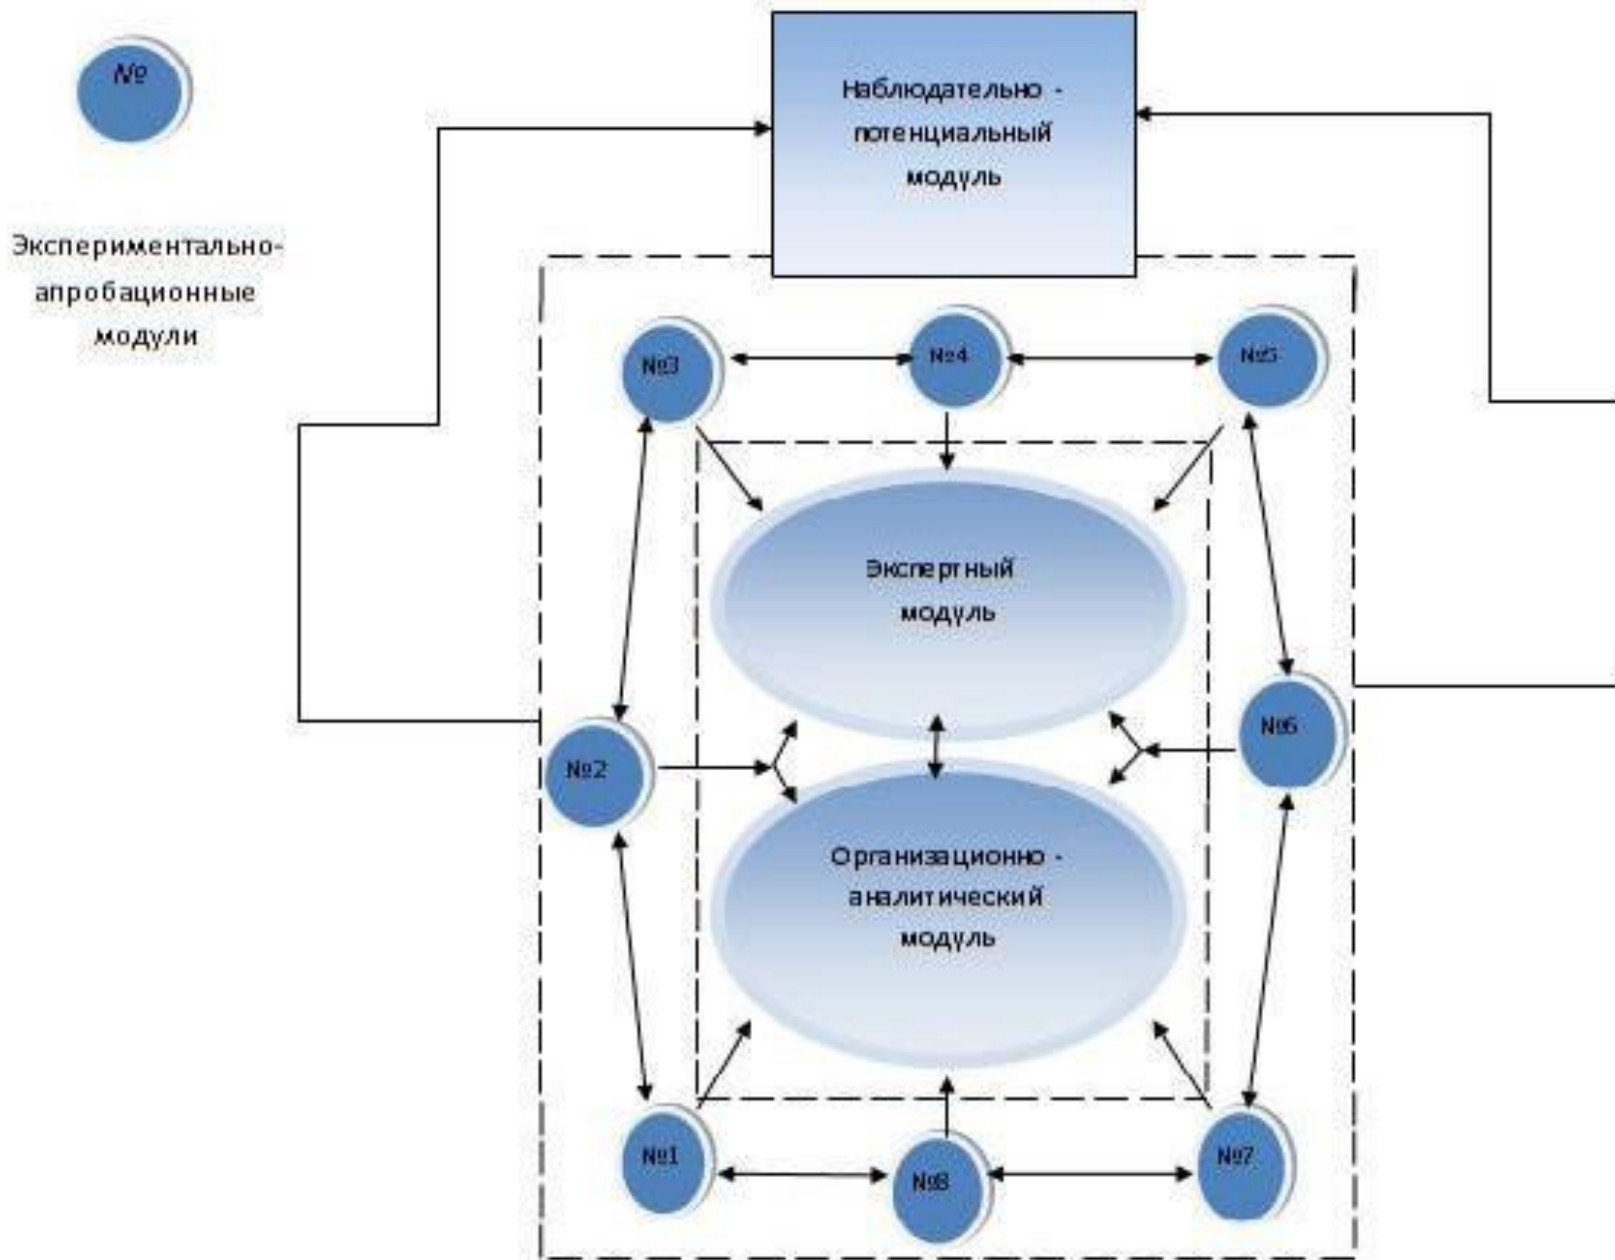 №
Экспериментально-
апробационные
модули
Наблюдательно -
потенциальный
модуль
№3
№4
№5
Экспертный
модуль
№2
№6
Организационно -
аналитический
модуль
№1
№8
№7